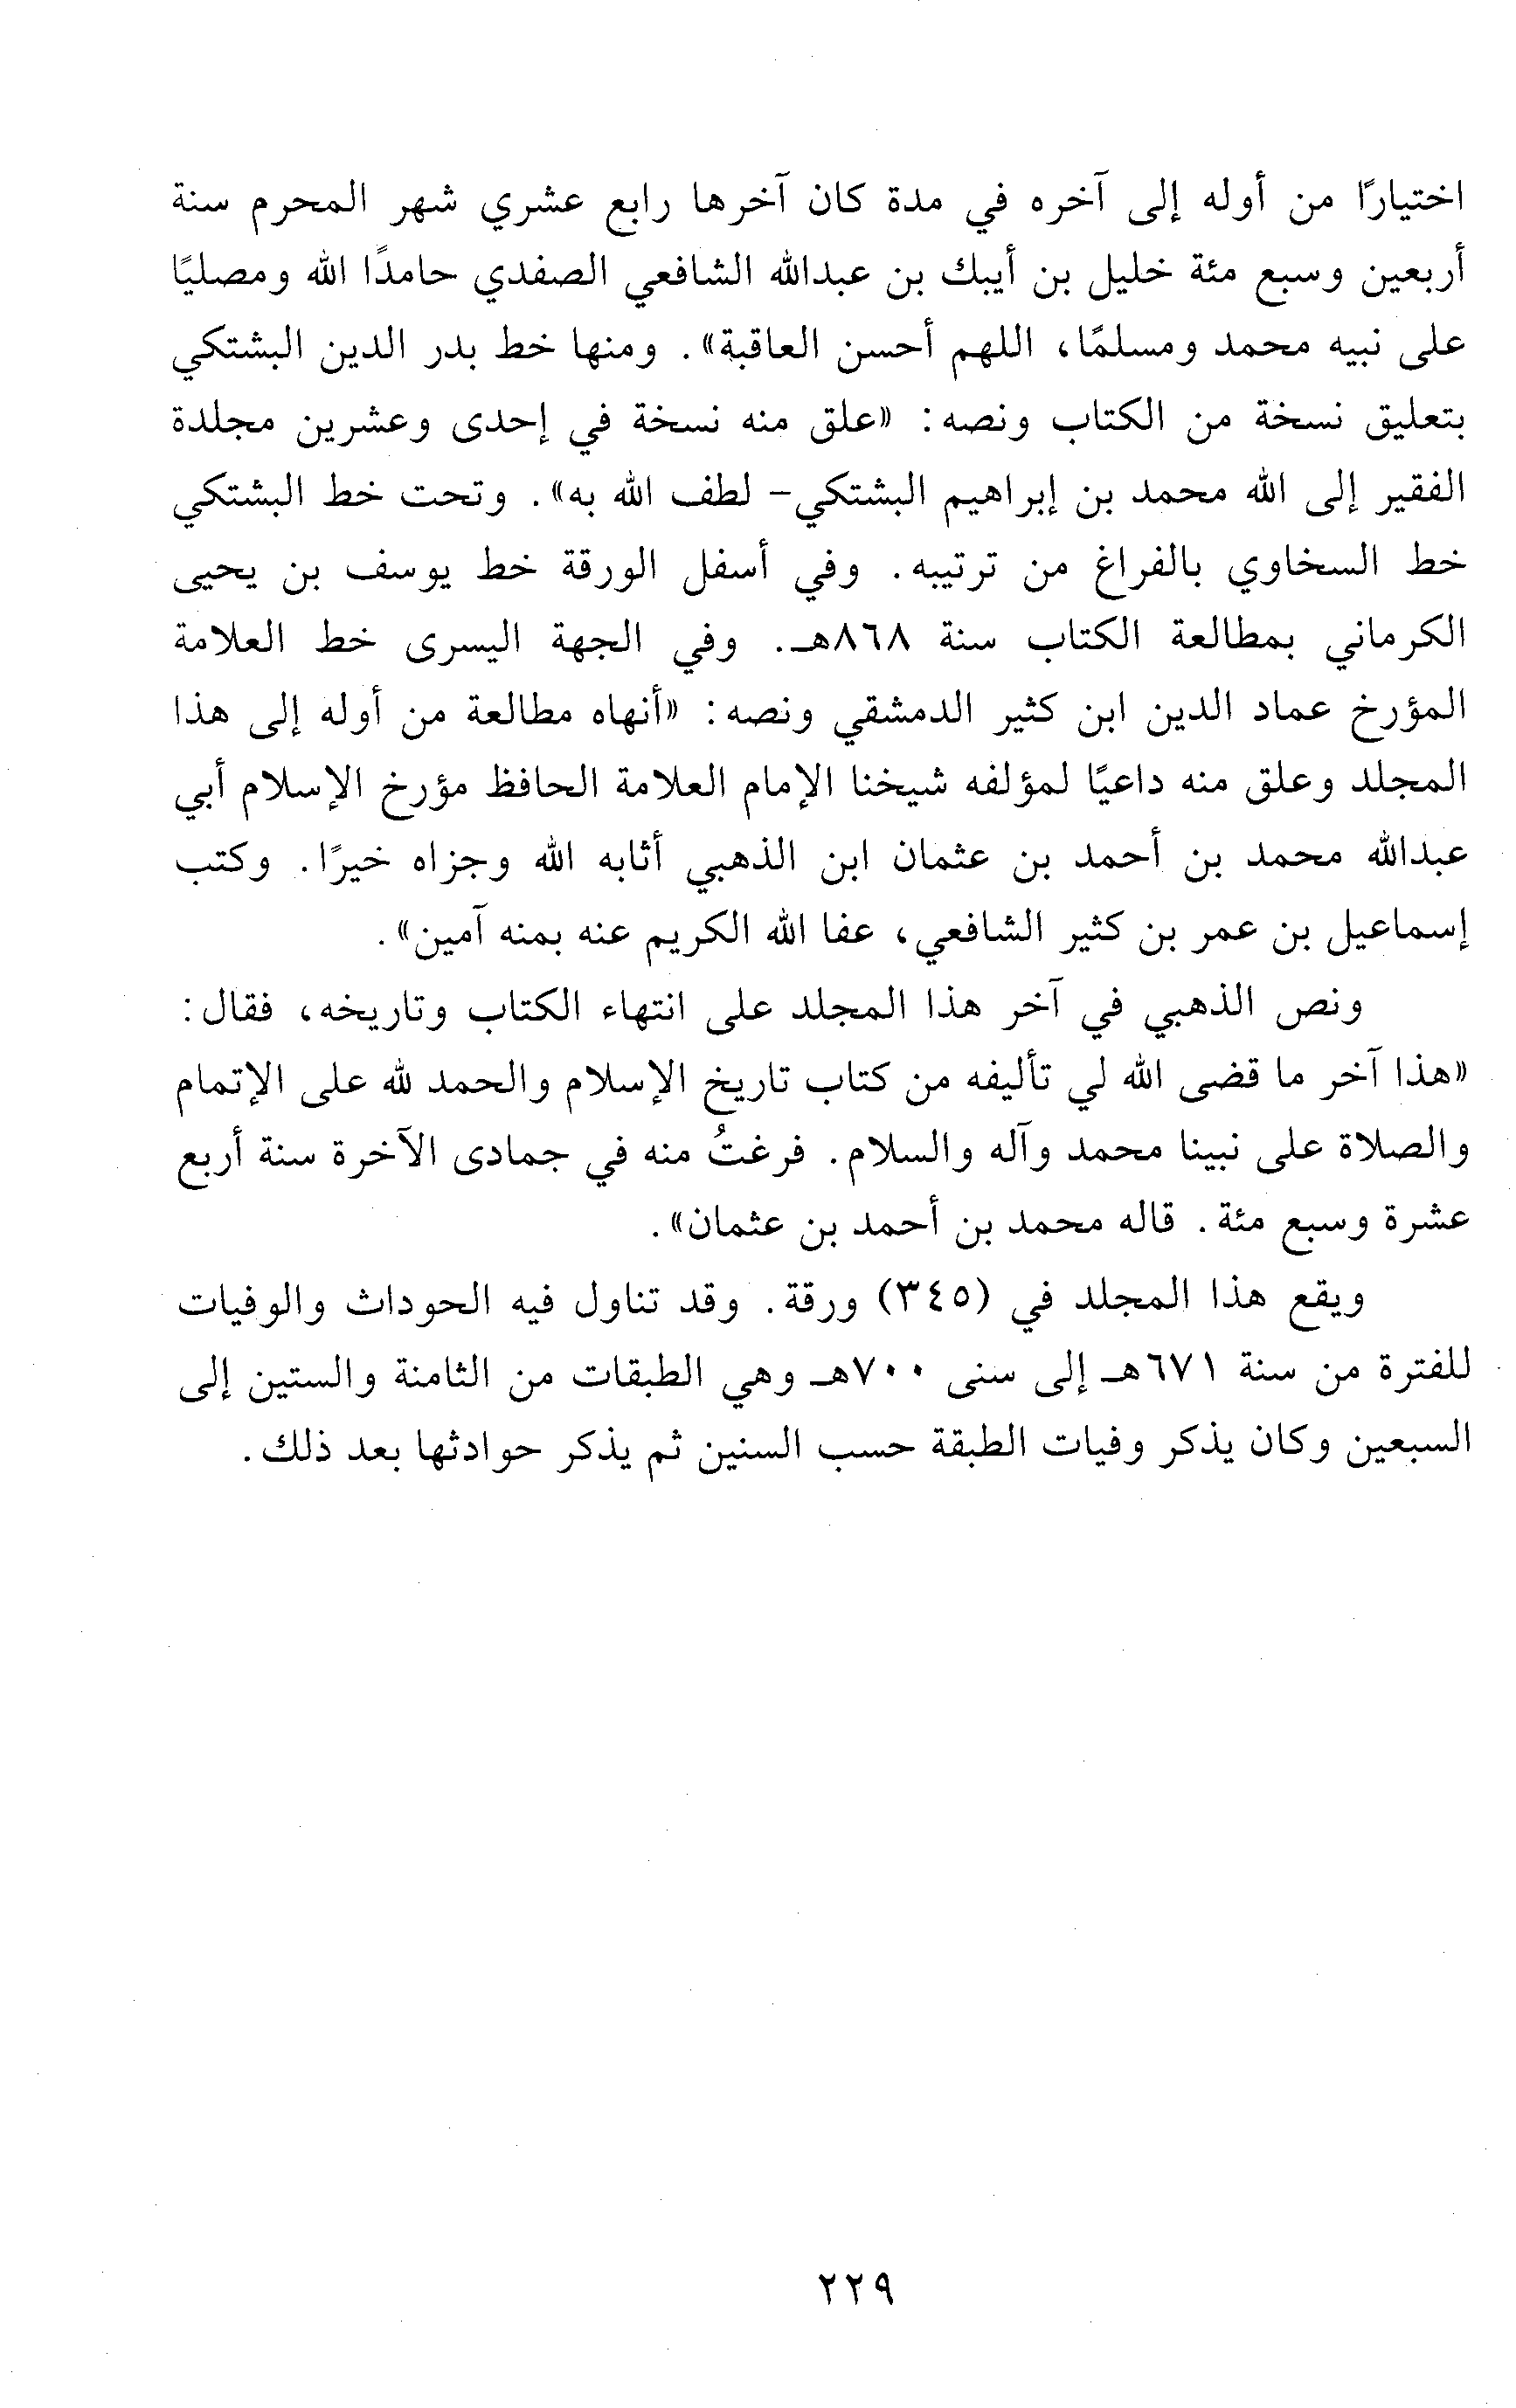 اختيارًا من أوله إلى آخره في مدة كان آخرها رابع عشري شهر المحرم سنة
أربعين وسبع مئة خليل بن أيبك بن عبدالله الشافعي الصفدي حامدًا الله ومصليًا
على نبيه محمد ومسلمًا، اللهم أحسن العاقبة». ومنها خط بدر الدين البشتكي
بتعليق نسخة من الكتاب ونصه: «علق منه نسخة في إحدى وعشرين مجلدة
الفقير إلى الله محمد بن إبراهيم البشتكي- لطف الله به». وتحت خط البشتكي
خط السخاوي بالفراغ من ترتيبه. وفي أسفل الورقة خط يوسف بن يحيى
الكرماني بمطالعة الكتاب سنة ٨٦٨هـ. وفي الجهة اليسرى خط العلامة
المؤرخ عماد الدين ابن كثير الدمشقي ونصه: «أنهاه مطالعة من أوله إلى هذا
المجلد وعلق منه داعيًا لمؤلفه شيخنا الإمام العلامة الحافظ مؤرخ الإسلام أبي
عبدالله محمد بن أحمد بن عثمان ابن الذهبي أثابه الله وجزاه خيرًا. وكتب
إسماعيل بن عمر بن كثير الشافعي، عفا الله الكريم عنه بمنه آمين».
ونص الذهبي في آخر هذا المجلد على انتهاء الكتاب وتاريخه، فقال:
«هذا آخر ما قضى الله لي تأليفه من كتاب تاريخ الإسلام والحمد لله على الإتمام
والصلاة على نبينا محمد وآله والسلام. فرغتُ منه في جمادى الآخرة سنة أربع
عشرة وسبع مئة. قاله محمد بن أحمد بن عثمان».
ويقع هذا المجلد في (٣٤٥) ورقة. وقد تناول فيه الحوداث والوفيات
للفترة من سنة ٦٧١هـ إلى سنى ٧٠٠هـ وهي الطبقات من الثامنة والستين إلى
السبعين وكان يذكر وفيات الطبقة حسب السنين ثم يذكر حوادثها بعد ذلك.
٢٢٩